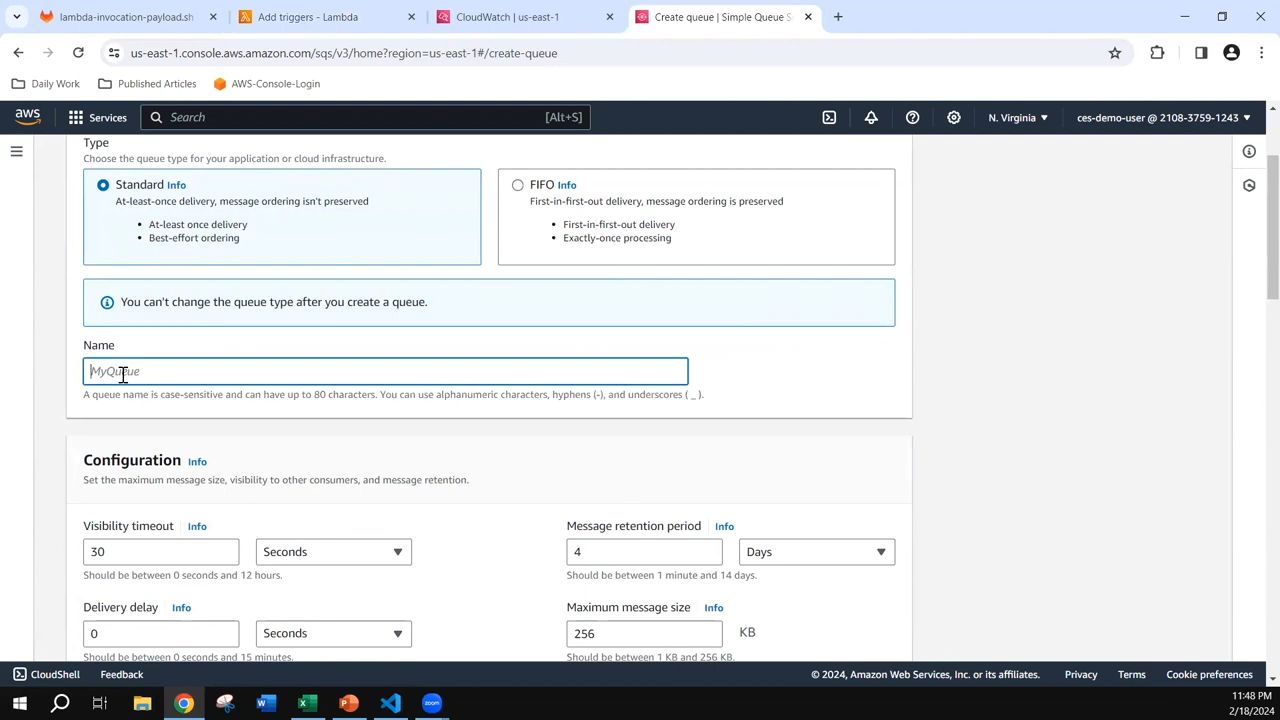 lambda-invocation-payload.sh
Add triggers - Lambda
CloudWatch | us-east-1
Create queue | Simple Queue S
us-east-1.console.aws.amazon.com/sqs/v3/home?region=us-east-1#/create-queue
Daily Work
Published Articles
AWS-Console-Login
aws
Services
Search
[Alt+S]
N. Virginia
ces-demo-user @ 2108-3759-1243
Type
Choose the queue type for your application or cloud infrastructure.
Standard Info
At-least-once delivery, message ordering isn't preserved
• At-least once delivery
• Best-effort ordering
FIFO Info
First-in-first-out delivery, message ordering is preserved
• First-in-first-out delivery
• Exactly-once processing
You can't change the queue type after you create a queue.
Name
MyQueue
A queue name is case-sensitive and can have up to 80 characters. You can use alphanumeric characters, hyphens (-), and underscores ( _ ).
Configuration Info
Set the maximum message size, visibility to other consumers, and message retention.
Visibility timeout Info
30
Seconds
Should be between 0 seconds and 12 hours.
Message retention period Info
4
Days
Should be between 1 minute and 14 days.
Delivery delay Info
0
Seconds
Should be between 0 seconds and 15 minutes.
Maximum message size Info
256
KB
Should be between 1 KB and 256 KB.
CloudShell
Feedback
© 2024, Amazon Web Services, Inc. or its affiliates.
Privacy
Terms
Cookie preferences
zoom
11:48 PM
2/18/2024